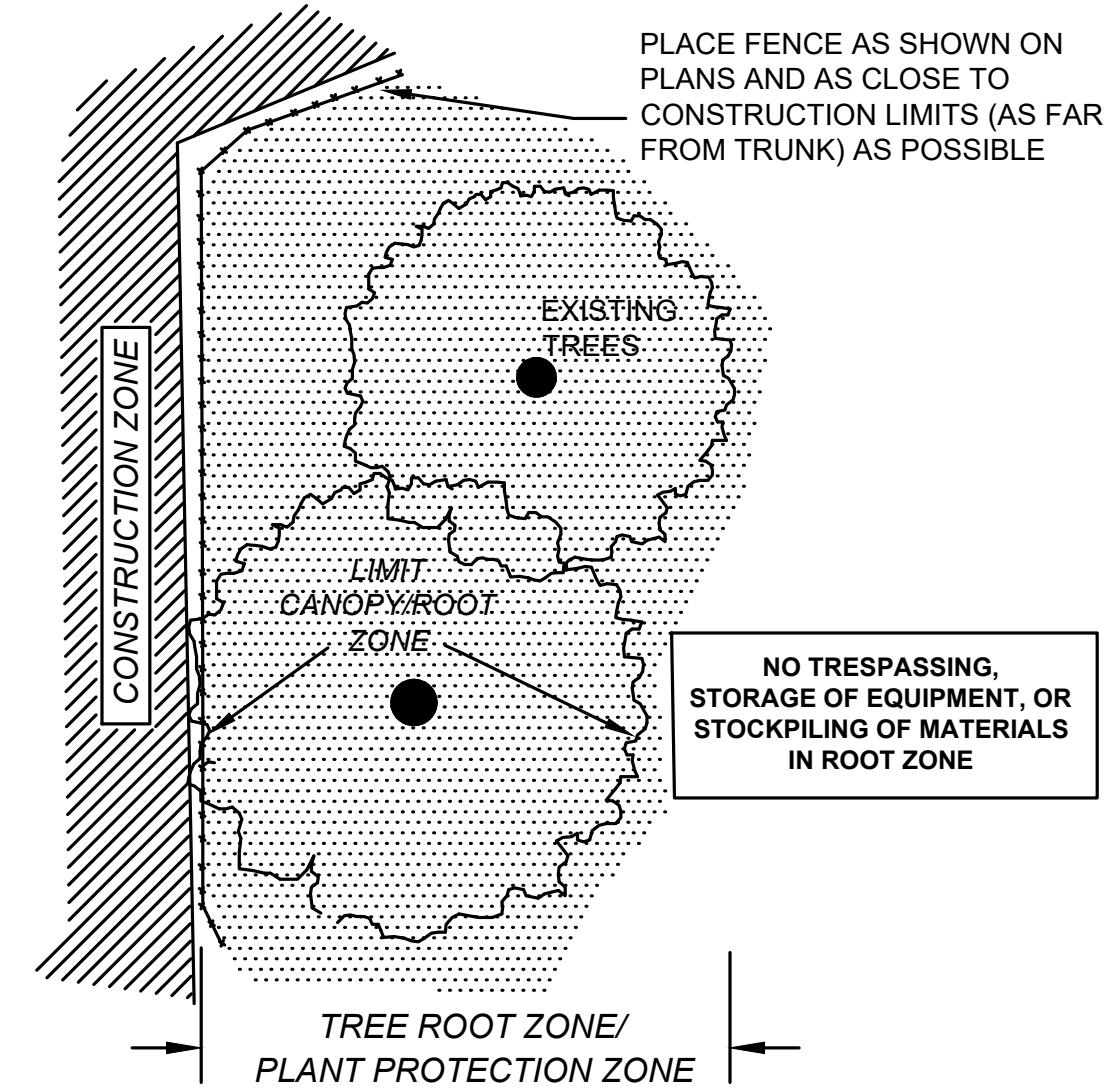 PLACE FENCE AS SHOWN ON
PLANS AND AS CLOSE TO
CONSTRUCTION LIMITS (AS FAR
FROM TRUNK) AS POSSIBLE
EXISTING
TREES
CONSTRUCTION ZONE
LIMIT
CANOPY/ROOT
ZONE
NO TRESPASSING,
STORAGE OF EQUIPMENT, OR
STOCKPILING OF MATERIALS
IN ROOT ZONE
TREE ROOT ZONE/
PLANT PROTECTION ZONE